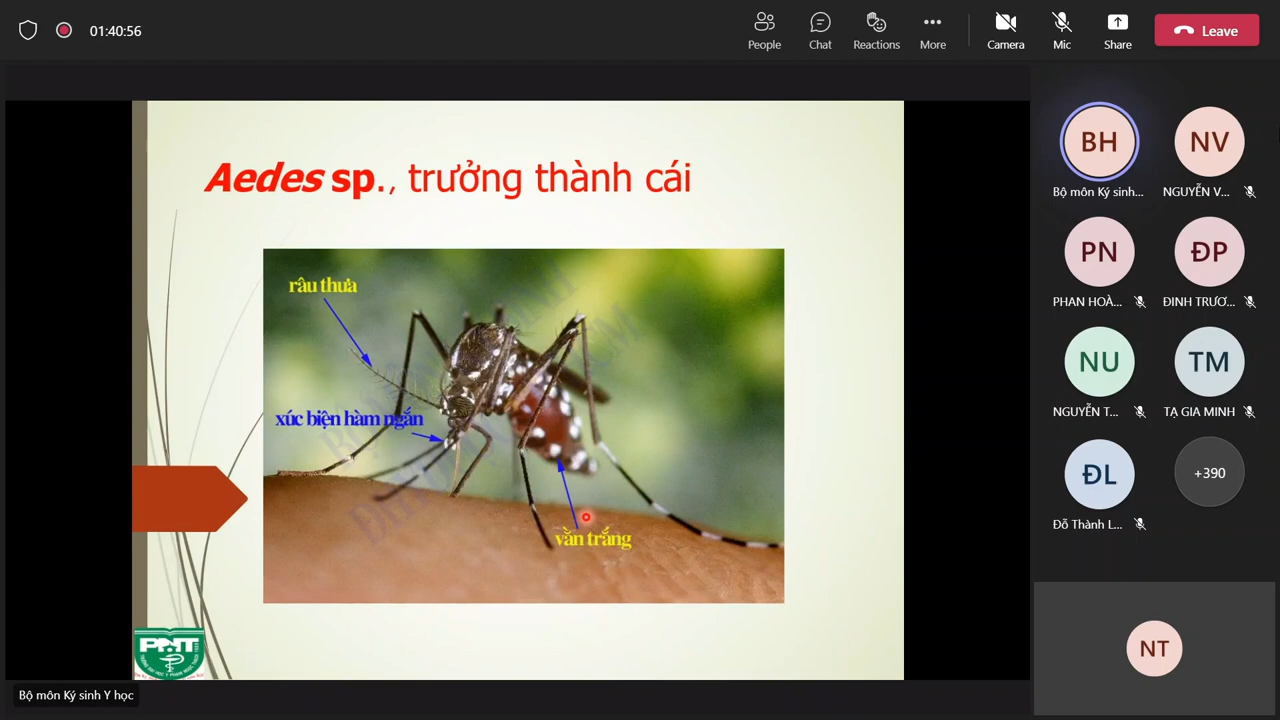 01:40:56
People
Chat
Reactions
More
Camera
Mic
Share
Leave
Aedes sp., trưởng thành cái
râu thưa
xúc biện hàm ngắn
vằn trắng
PNT
Bộ môn Ký sinh Y học
BH
Bộ môn Ký sinh...
NV
NGUYỄN V...
PN
PHAN HOÀ...
ĐP
ĐINH TRƯƠ...
NU
NGUYỄN T...
TM
TẠ GIA MINH
ĐL
Đỗ Thành L...
+390
NT